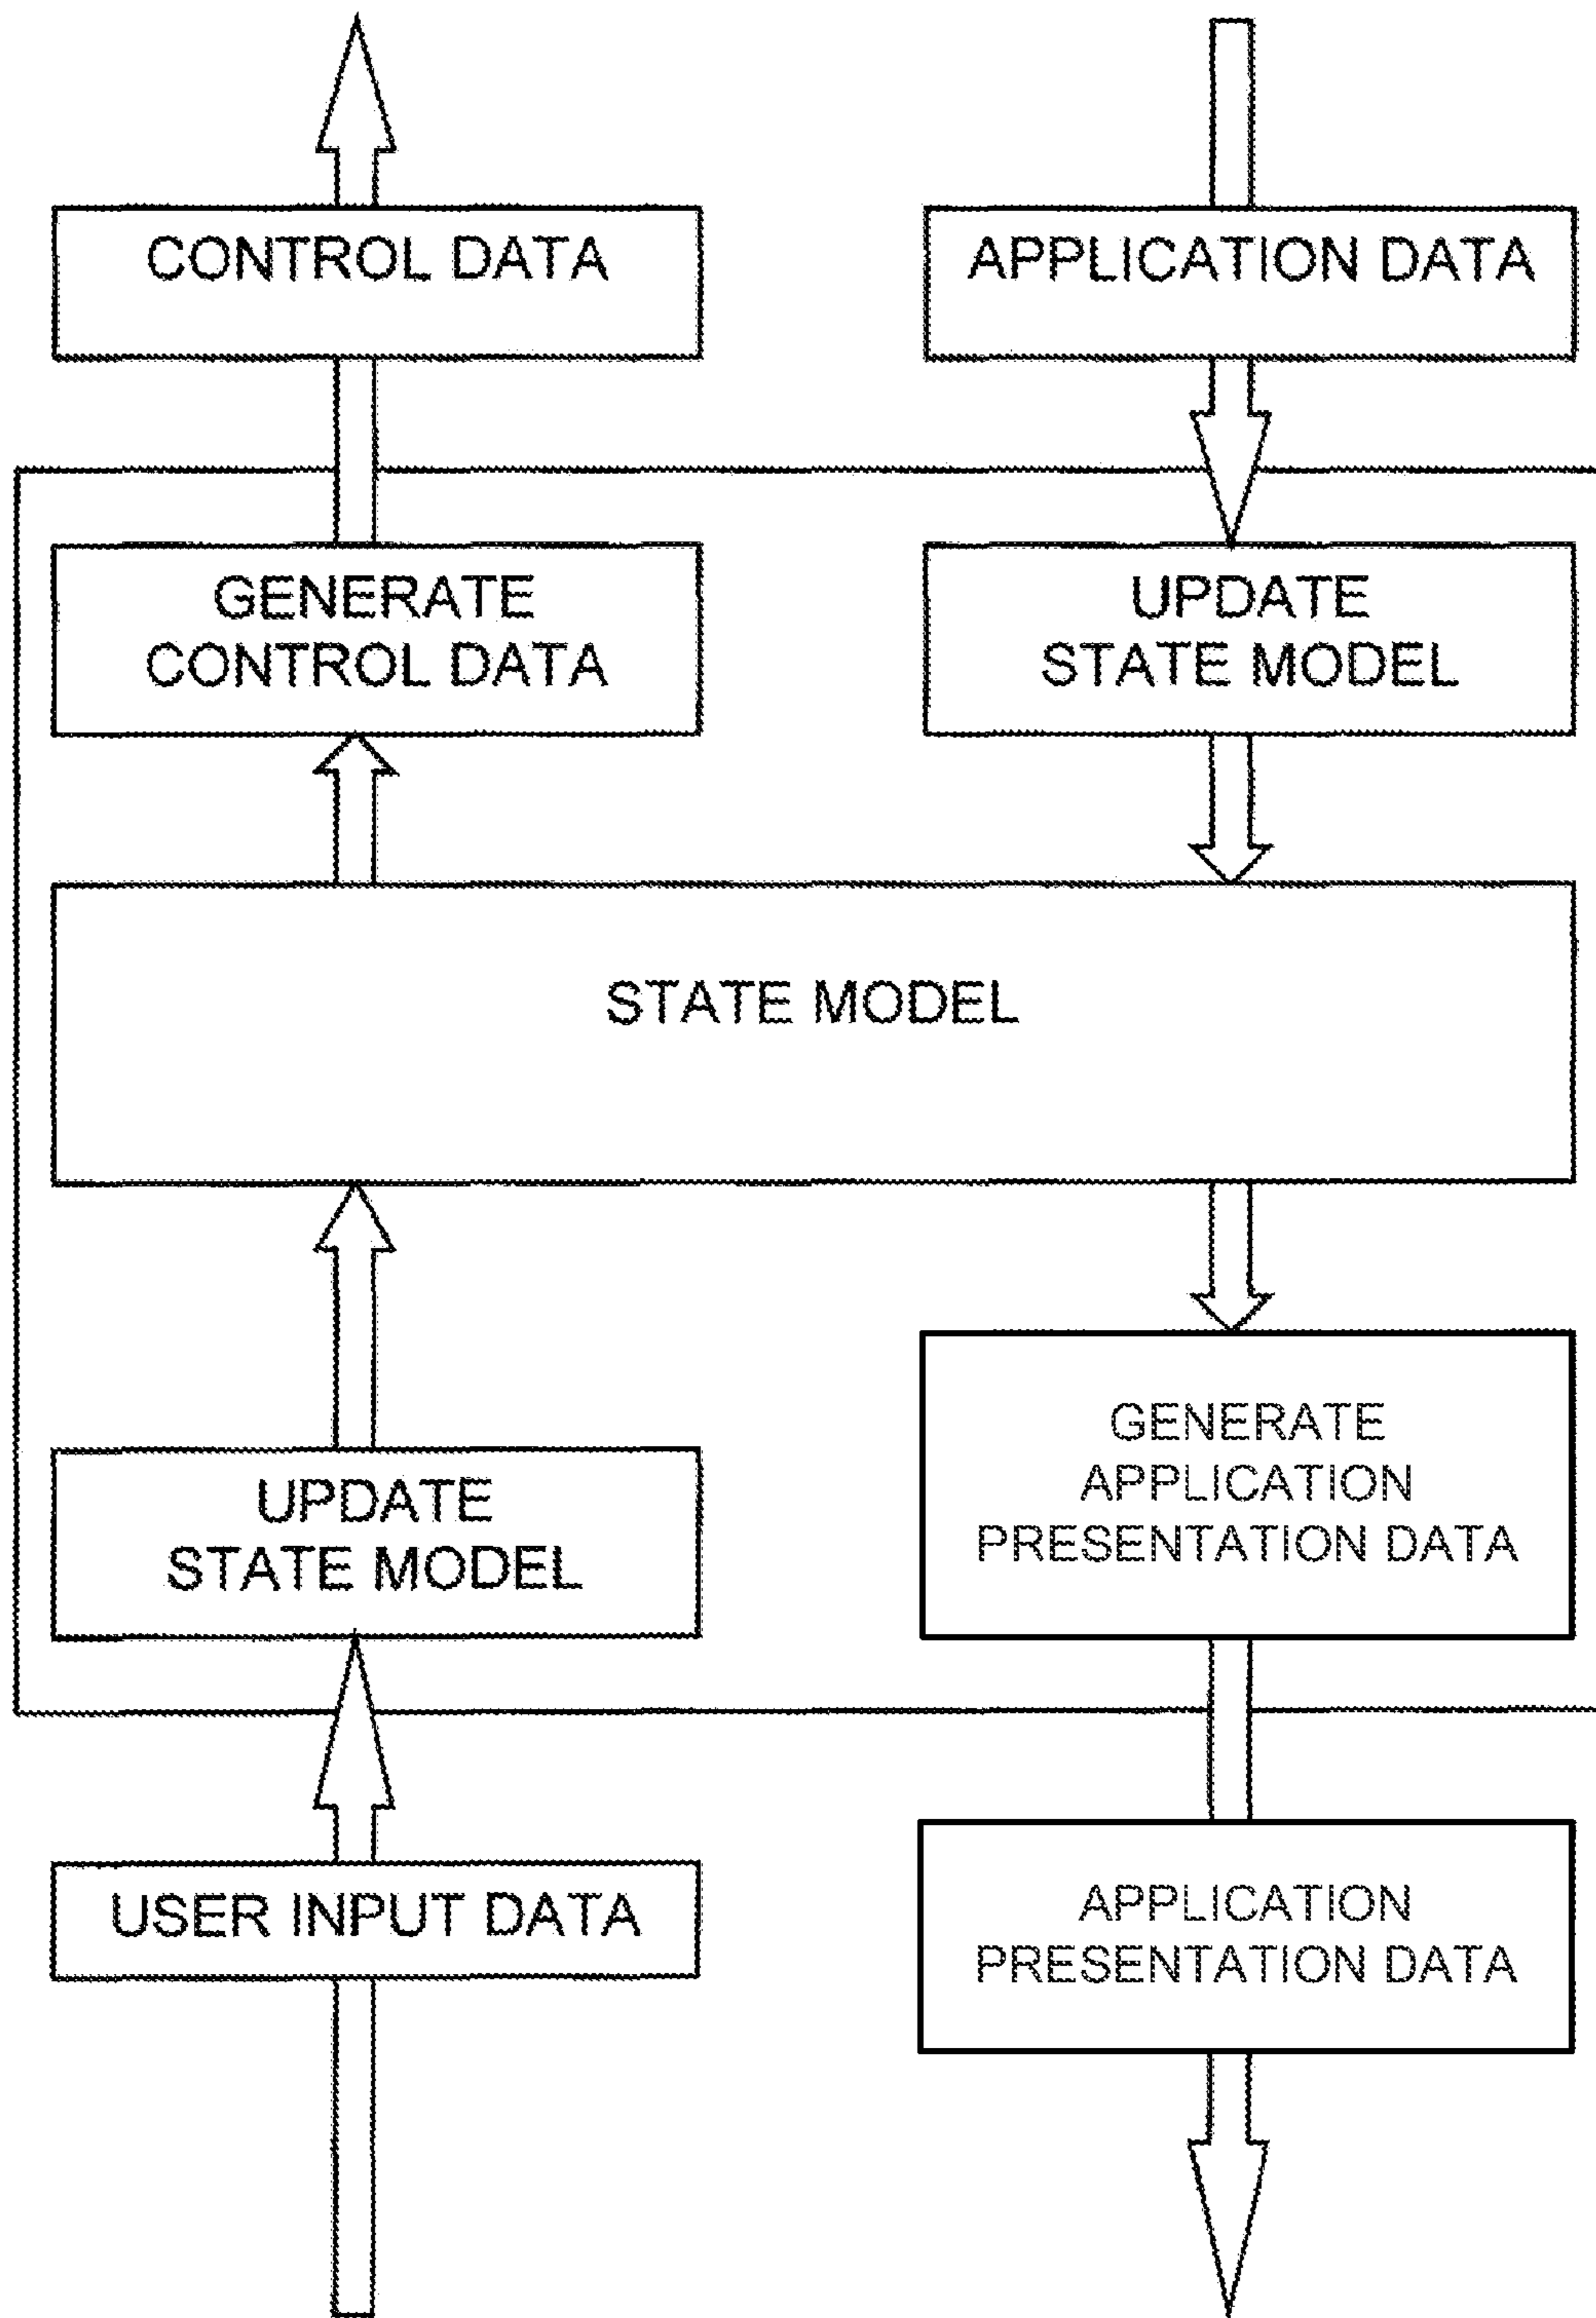 CONTROL DATA
APPLICATION DATA
GENERATE
CONTROL DATA
UPDATE
STATE MODEL
STATE MODEL
GENERATE
APPLICATION
PRESENTATION DATA
UPDATE
STATE MODEL
USER INPUT DATA
APPLICATION
PRESENTATION DATA